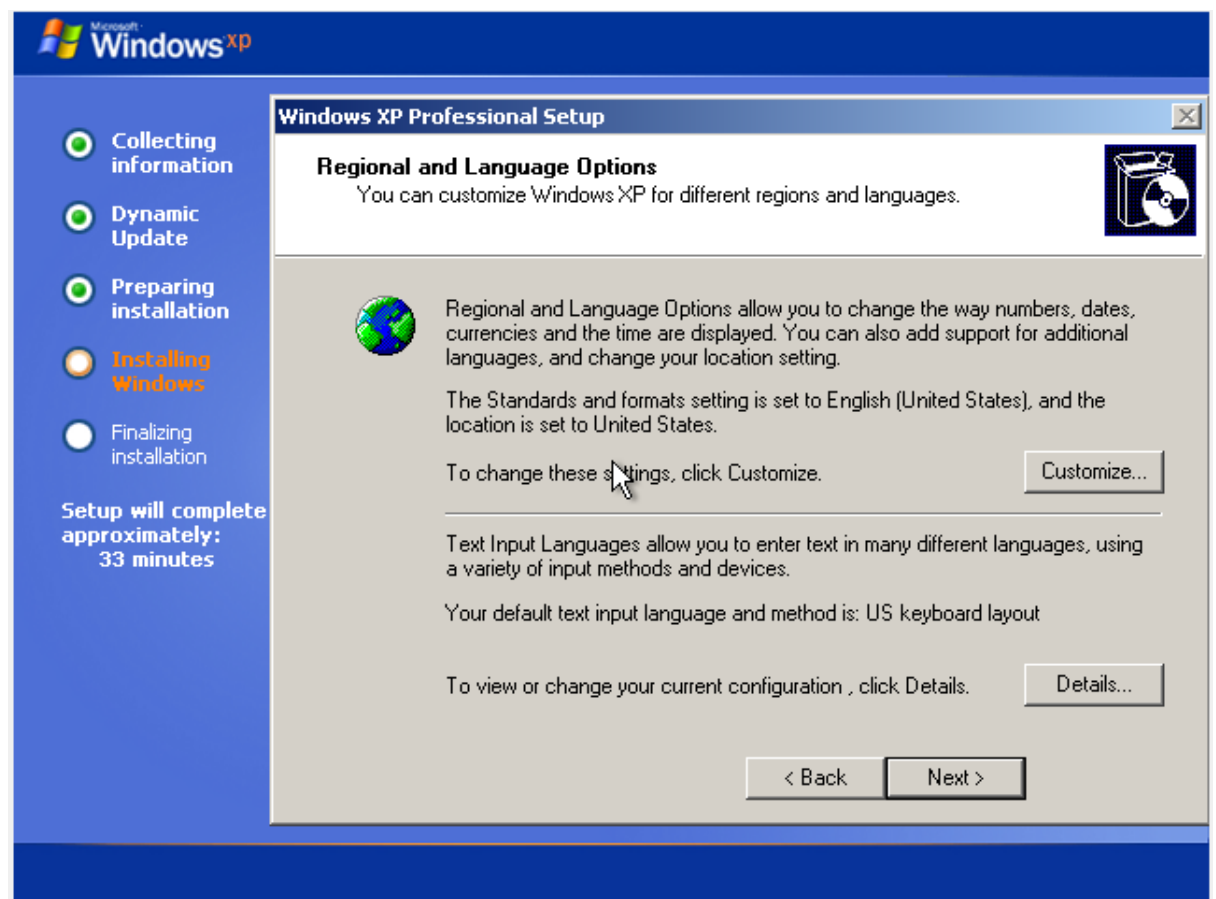 Microsoft
Windows xp
Collecting
information
Dynamic
Update
Preparing
installation
Installing
Windows
Finalizing
installation
Setup will complete
approximately:
33 minutes
Windows XP Professional Setup
Regional and Language Options
You can customize Windows XP for different regions and languages.
Regional and Language Options allow you to change the way numbers, dates,
currencies and the time are displayed. You can also add support for additional
languages, and change your location setting.
The Standards and formats setting is set to English (United States), and the
location is set to United States.
To change these settings, click Customize.
Customize...
Text Input Languages allow you to enter text in many different languages, using
a variety of input methods and devices.
Your default text input language and method is: US keyboard layout
To view or change your current configuration , click Details.
Details...
< Back
Next >